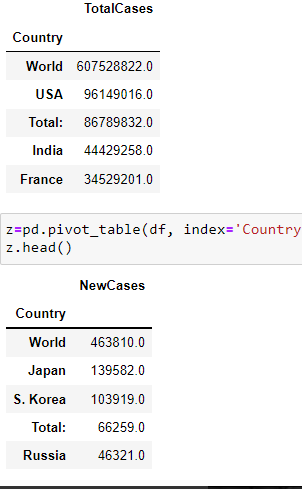 TotalCases
Country
World 607528822.0
USA 96149016.0
Total: 86789832.0
India 44429258.0
France 34529201.0
z=pd.pivot_table(df, index='Country
z.head()
NewCases
Country
World 463810.0
Japan 139582.0
S. Korea 103919.0
Total: 66259.0
Russia 46321.0